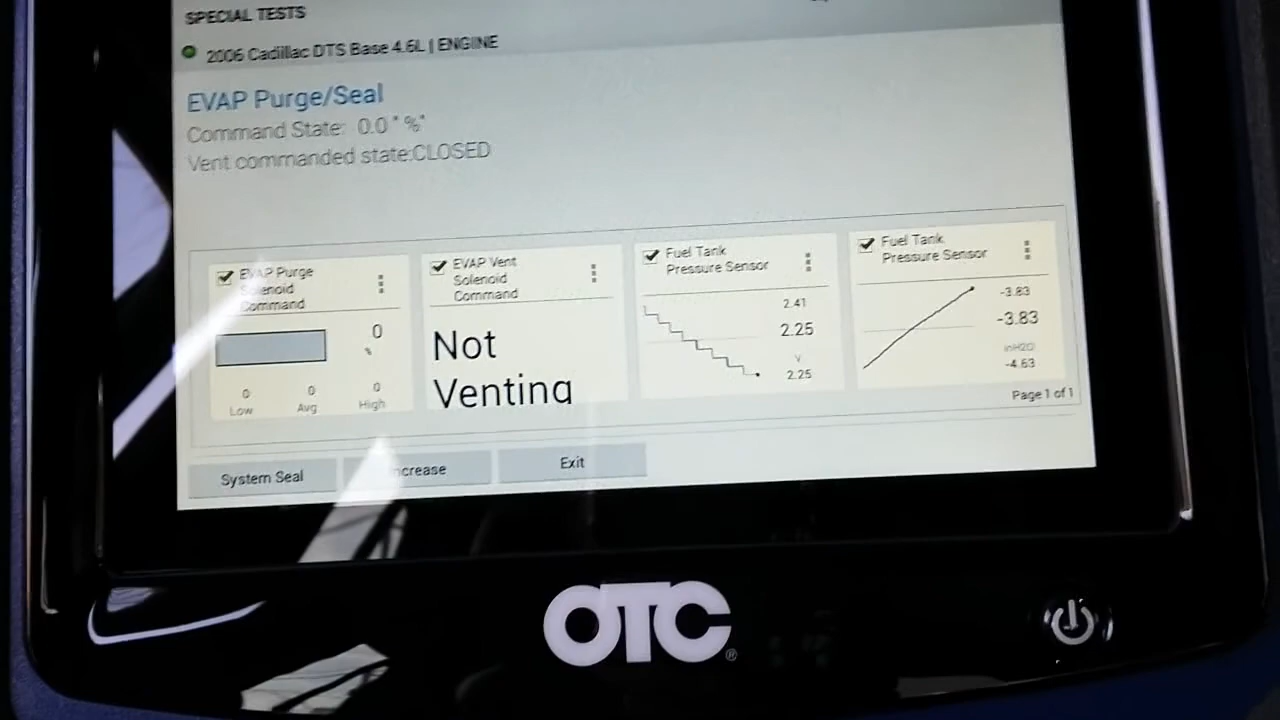 SPECIAL TESTS
2006 Cadillac DTS Base 4.6L | ENGINE
EVAP Purge/Seal
Command State: 0.0 " %"
Vent commanded state:CLOSED
EVAP Purge
Solenoid
Command
0
%
0 0 0
Low Avg High
EVAP Vent
Solenoid
Command
Not
Venting
Fuel Tank
Pressure Sensor
2.41
2.25
V
2.25
Fuel Tank
Pressure Sensor
-3.83
-3.83
inH2O
-4.63
Page 1 of 1
System Seal Increase Exit
OTC®